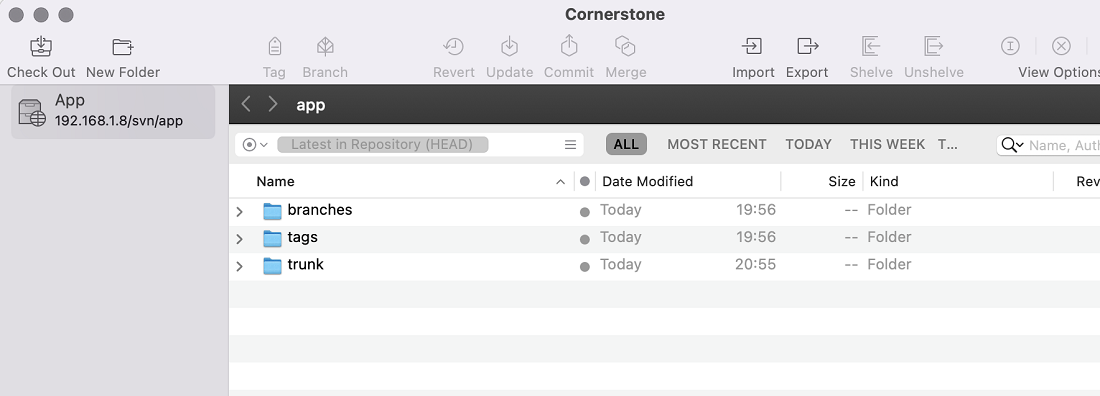 Cornerstone
Check Out New Folder Tag Branch Revert Update Commit Merge Import Export Shelve Unshelve View Options
App
192.168.1.8/svn/app
app
Latest in Repository (HEAD) ALL MOST RECENT TODAY THIS WEEK T... Name, Auth
Name Date Modified Size Kind Rev
branches Today 19:56 -- Folder
tags Today 19:56 -- Folder
trunk Today 20:55 -- Folder